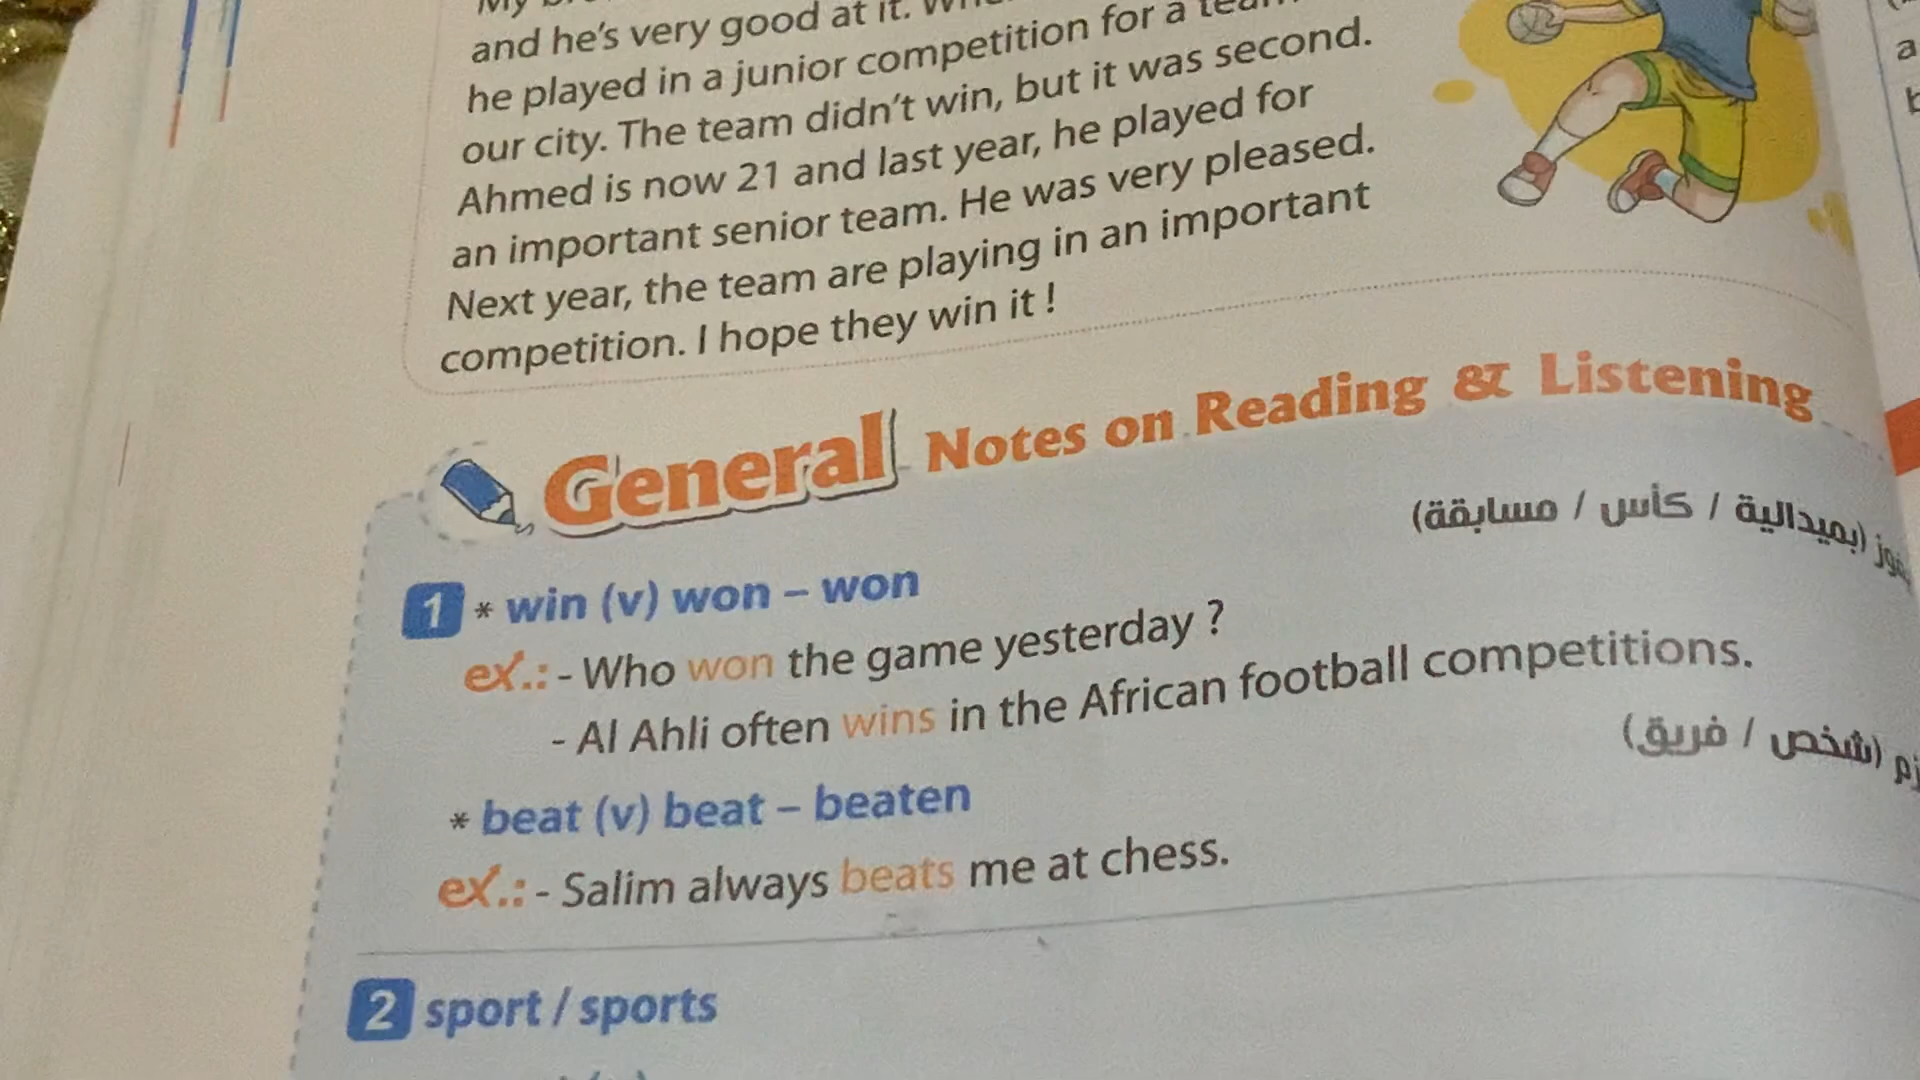 My
and he's very good at it.
he played in a junior competition for a
our city. The team didn't win, but it was second.
Ahmed is now 21 and last year, he played for
an important senior team. He was very pleased.
Next year, the team are playing in an important
competition. I hope they win it !
General Notes on Reading & Listening
1 * win (v) won – won
يفوز (بميدالية / كأس / مسابقة)
ex.: - Who won the game yesterday ?
- Al Ahli often wins in the African football competitions.
* beat (v) beat – beaten
(شخص / فريق)
ex.: - Salim always beats me at chess.
2 sport / sports